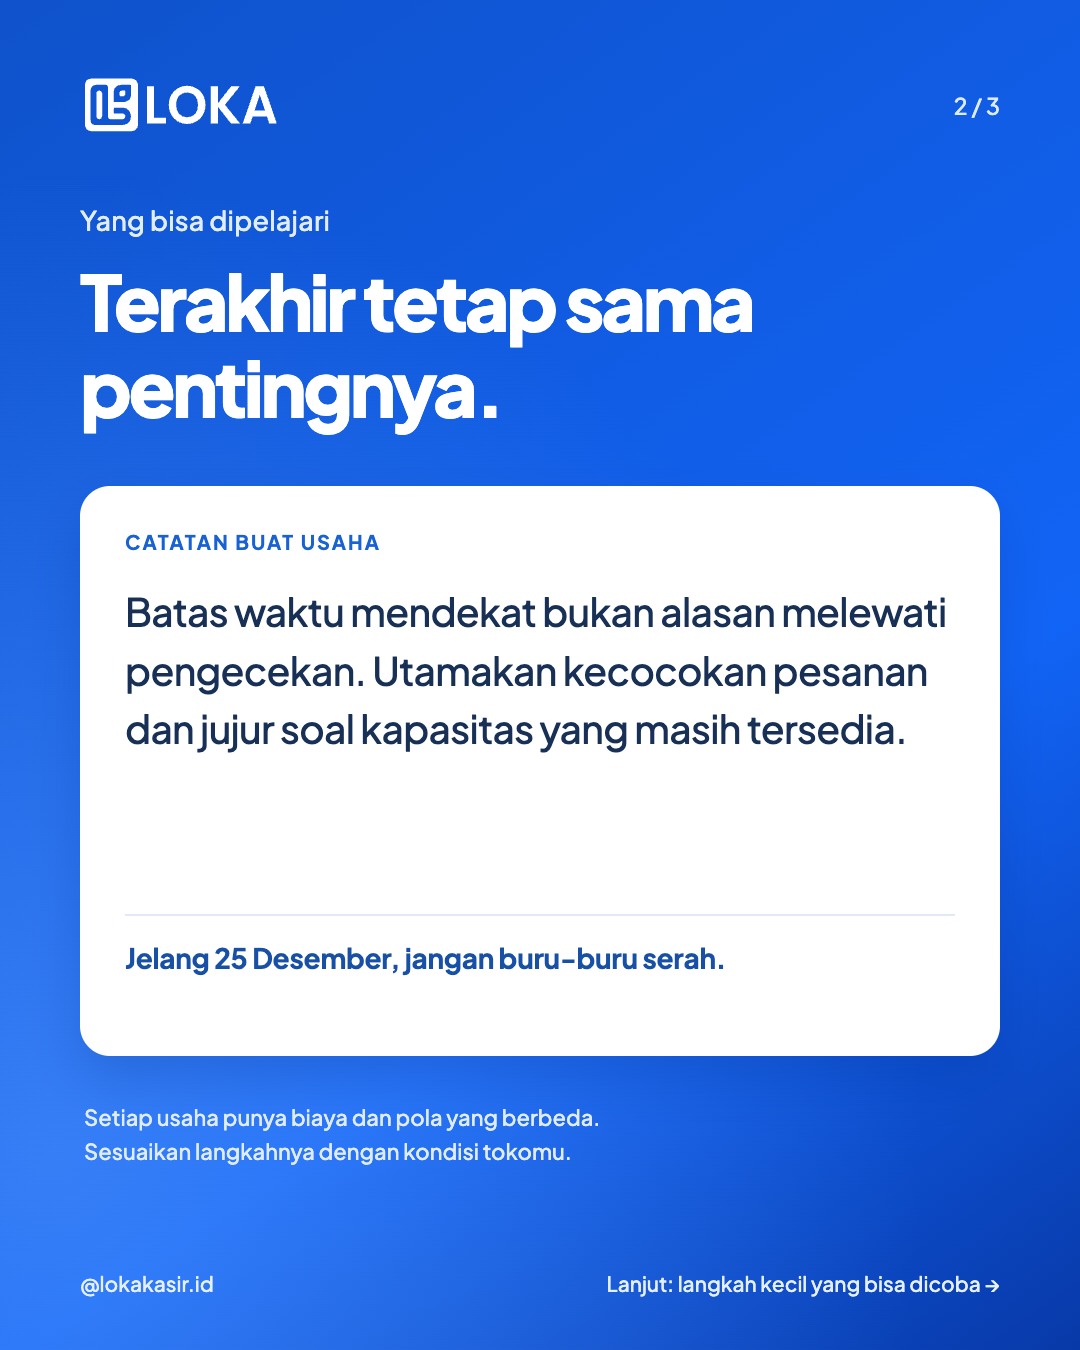 LOKA
2 / 3
Yang bisa dipelajari
Terakhir tetap sama
pentingnya.
CATATAN BUAT USAHA
Batas waktu mendekat bukan alasan melewati
pengecekan. Utamakan kecocokan pesanan
dan jujur soal kapasitas yang masih tersedia.
Jelang 25 Desember, jangan buru-buru serah.
Setiap usaha punya biaya dan pola yang berbeda.
Sesuaikan langkahnya dengan kondisi tokomu.
@lokakasir.id
Lanjut: langkah kecil yang bisa dicoba →